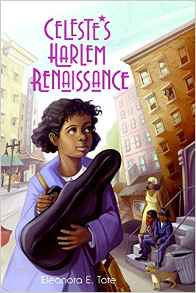 CELESTE'S
HARLEM
RENAISSANCE
Eleanora E. Tate